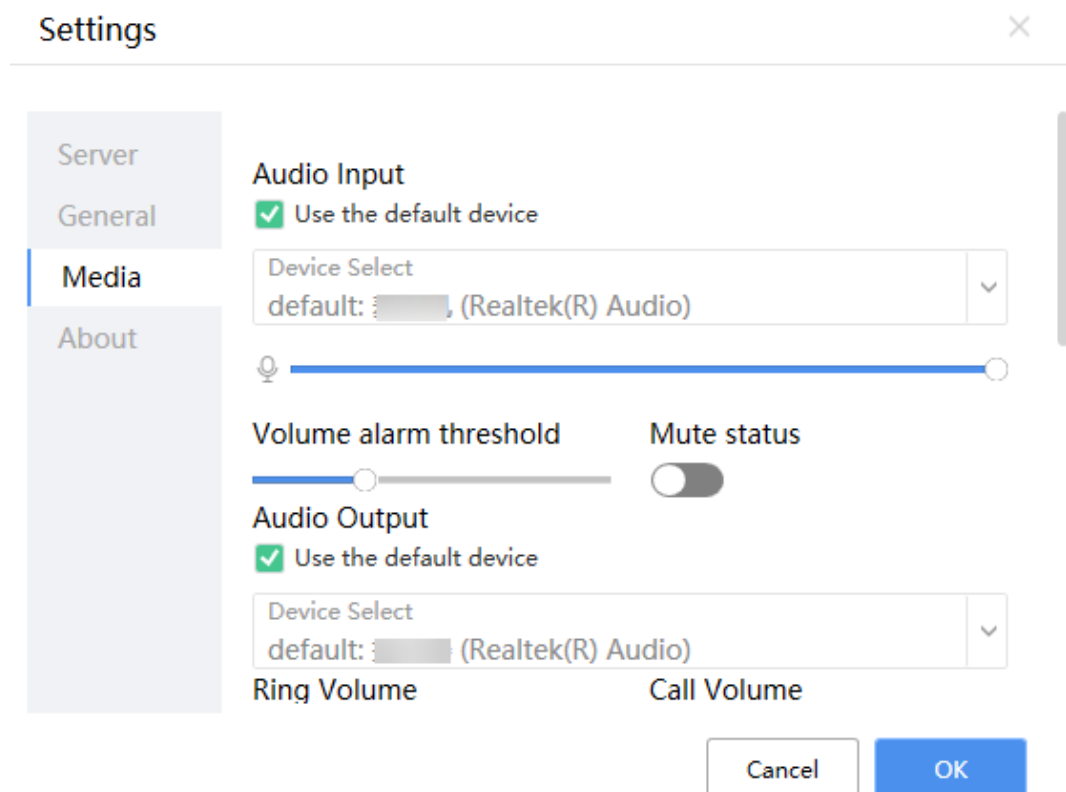 Settings
Server
General
Media
About
Audio Input
Use the default device
Device Select
default: (Realtek(R) Audio)
Volume alarm threshold
Mute status
Audio Output
Use the default device
Device Select
default: (Realtek(R) Audio)
Ring Volume
Call Volume
Cancel
OK